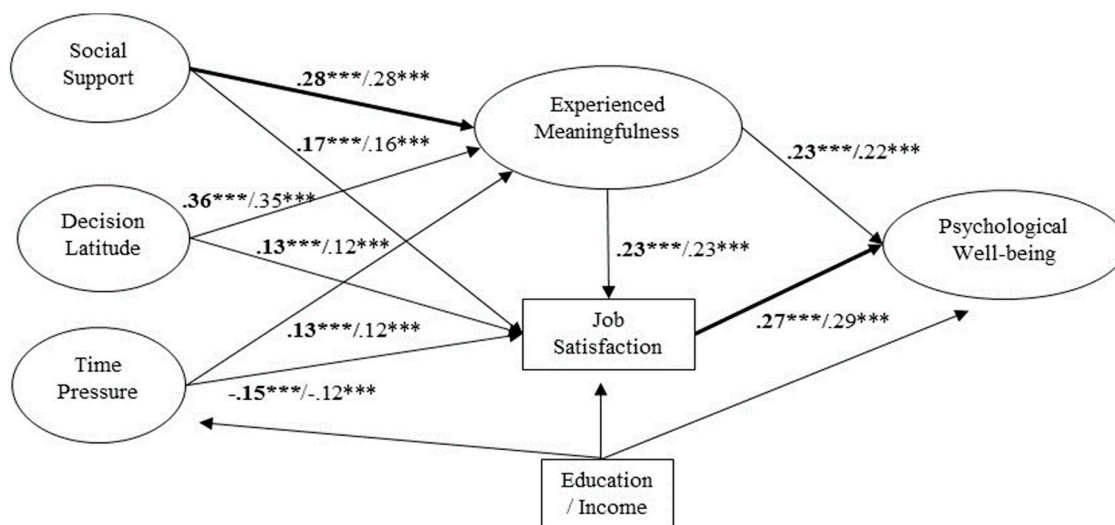 Social
Support
.28***/.28***
Experienced
Meaningfulness
.17***/.16***
.23***/.22***
.36***/.35***
Decision
Latitude
.13***/.12***
.23***/.23***
Psychological
Well-being
.13***/.12***
Job
Satisfaction
.27***/.29***
Time
Pressure
-.15***/-.12***
Education
/ Income